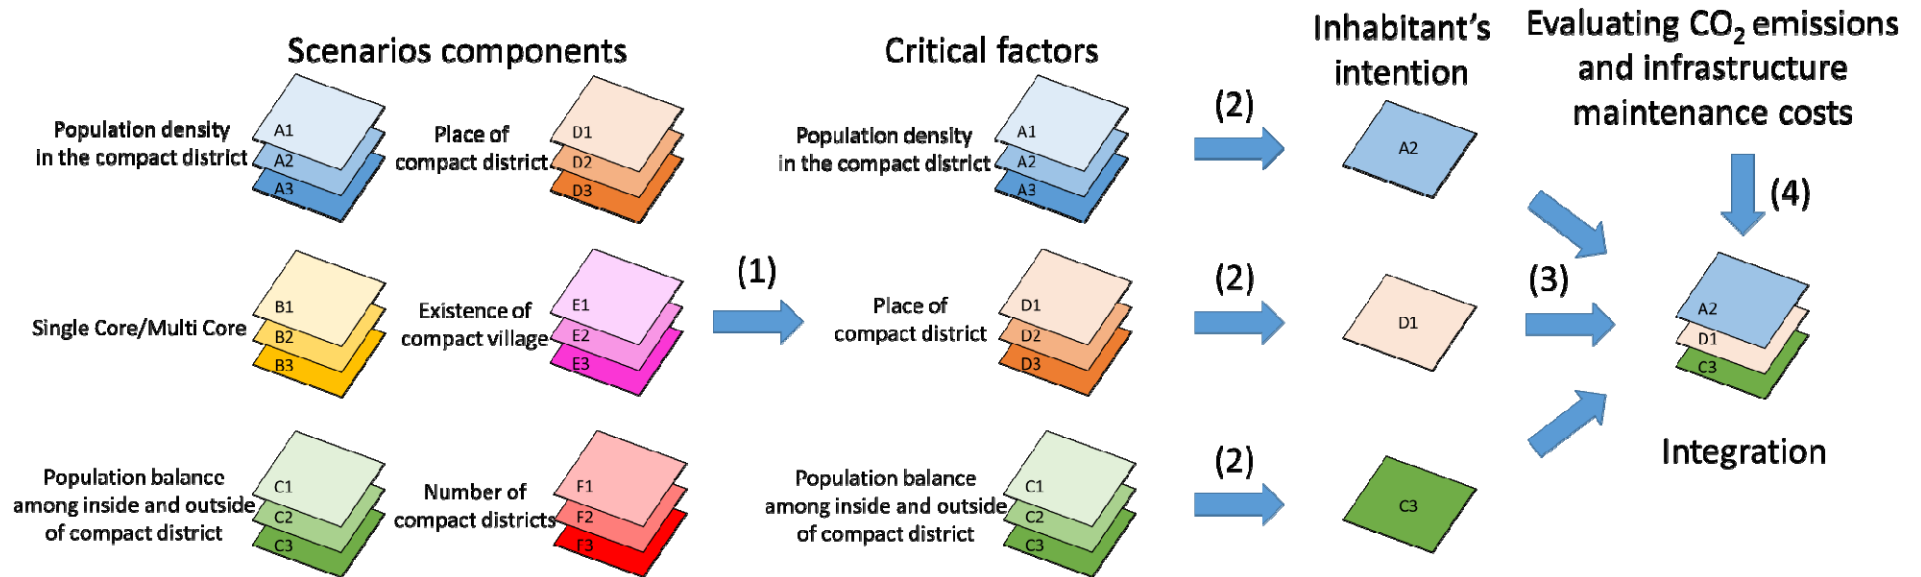 Scenarios components
Critical factors
Inhabitant's
intention
Evaluating CO2 emissions
and infrastructure
maintenance costs
Population density
in the compact district
A1
A2
A3
Place of
compact district
D1
D2
D3
Population density
in the compact district
A1
A2
A3
(2)
A2
(4)
Single Core/Multi Core
B1
B2
B3
Existence of
compact village
E1
E2
E3
(1)
Place of
compact district
D1
D2
D3
(2)
D1
(3)
A2
D1
C3
Integration
Population balance
among inside and outside
of compact district
C1
C2
C3
Number of
compact districts
F1
F2
F3
Population balance
among inside and outside
of compact district
C1
C2
C3
(2)
C3